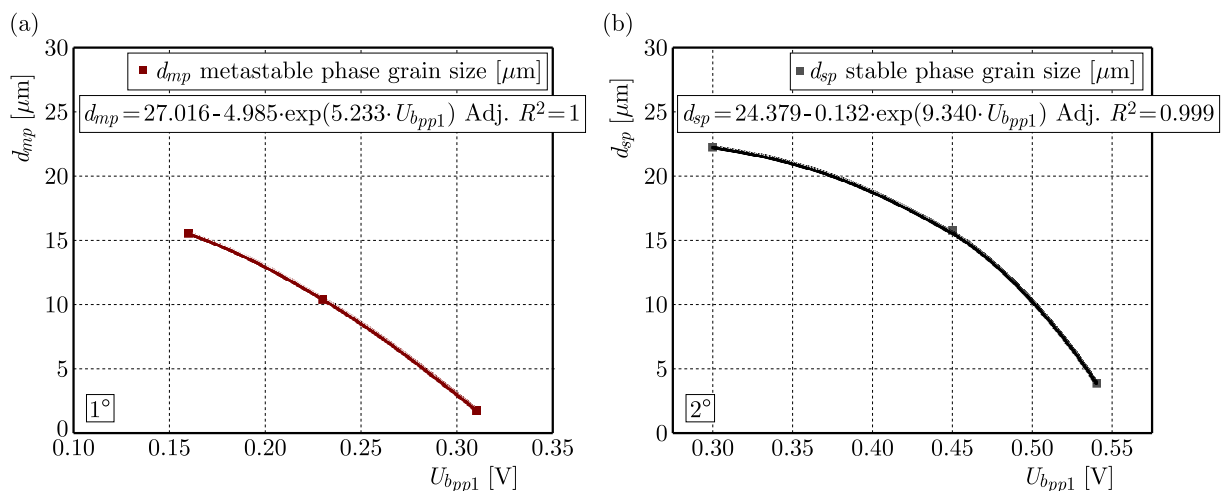 (a)
30
25
20
15
10
5
0
d_mp [μm]
■ d_mp metastable phase grain size [μm]
d_mp=27.016-4.985·exp(5.233·U_bpp1) Adj. R²=1
1°
0.10 0.15 0.20 0.25 0.30 0.35
U_bpp1 [V]
(b)
30
25
20
15
10
5
0
d_sp [μm]
■ d_sp stable phase grain size [μm]
d_sp=24.379-0.132·exp(9.340·U_bpp1) Adj. R²=0.999
2°
0.30 0.35 0.40 0.45 0.50 0.55
U_bpp1 [V]